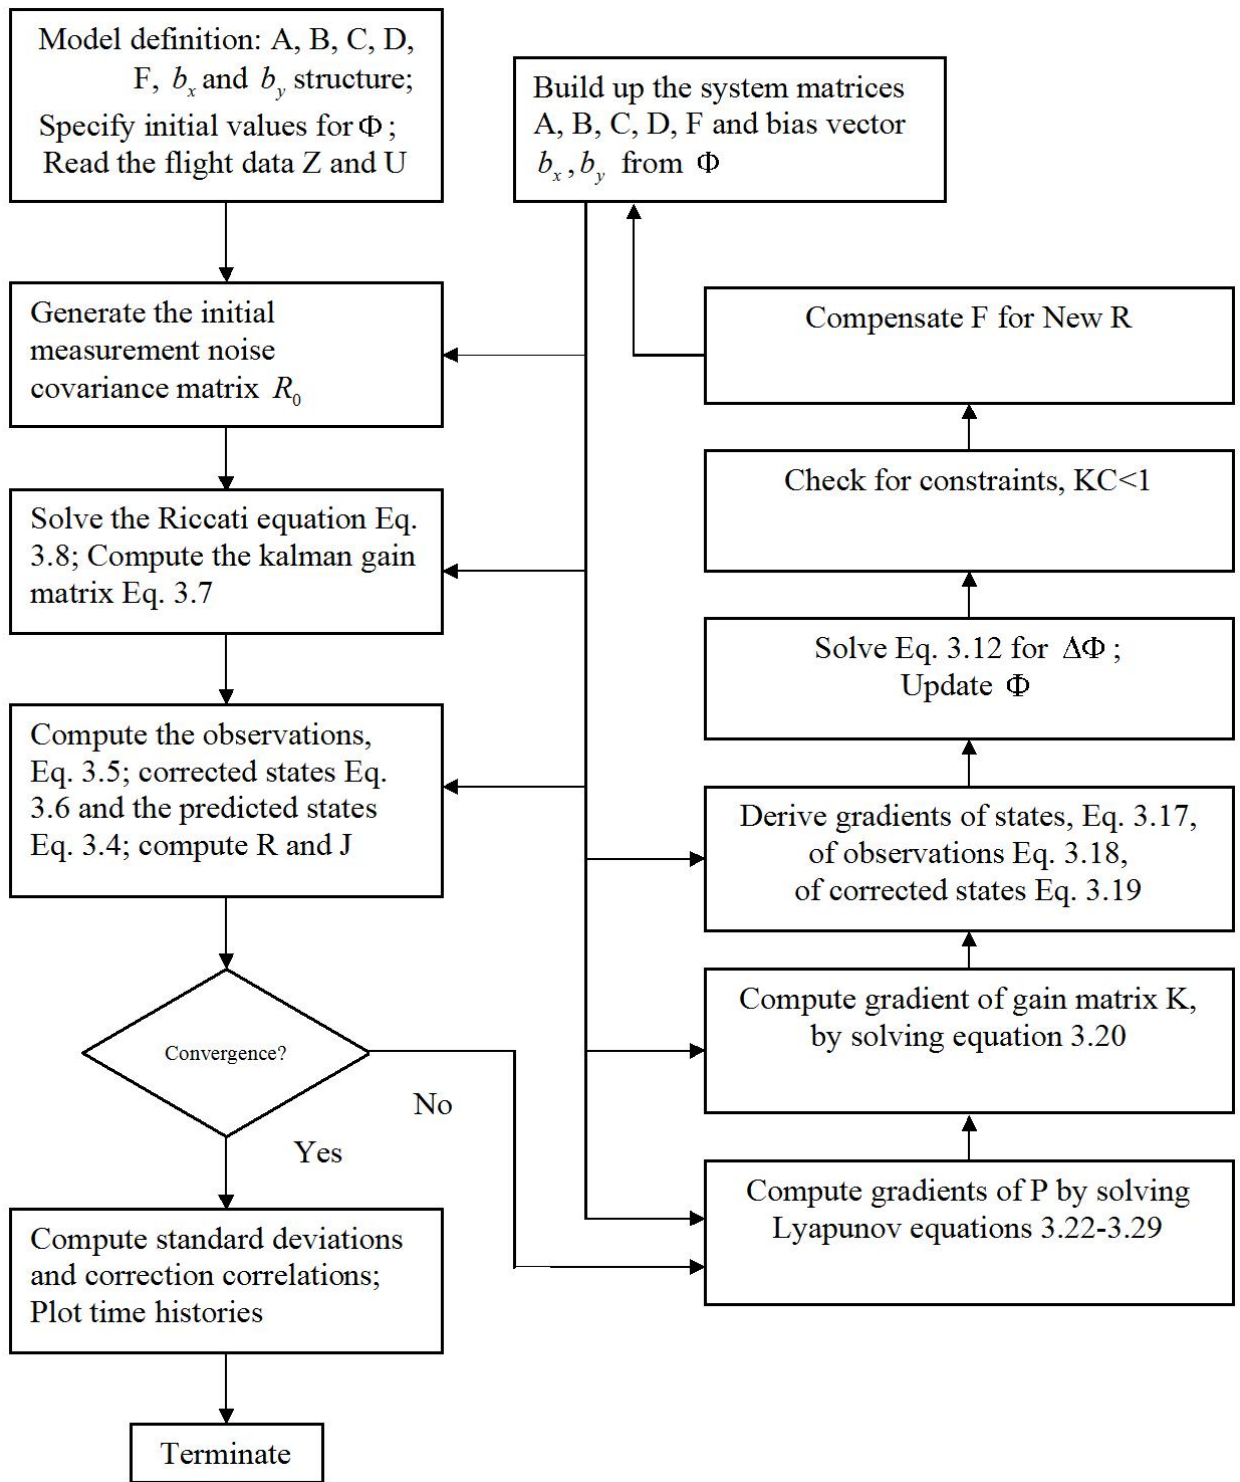 Model definition: A, B, C, D,
F, b_x and b_y structure;
Specify initial values for Φ ;
Read the flight data Z and U
Build up the system matrices
A, B, C, D, F and bias vector
b_x , b_y from Φ
Generate the initial
measurement noise
covariance matrix R_0
Compensate F for New R
Check for constraints, KC<1
Solve the Riccati equation Eq.
3.8; Compute the kalman gain
matrix Eq. 3.7
Solve Eq. 3.12 for ΔΦ ;
Update Φ
Compute the observations,
Eq. 3.5; corrected states Eq.
3.6 and the predicted states
Eq. 3.4; compute R and J
Derive gradients of states, Eq. 3.17,
of observations Eq. 3.18,
of corrected states Eq. 3.19
Compute gradient of gain matrix K,
by solving equation 3.20
Convergence?
No
Yes
Compute gradients of P by solving
Lyapunov equations 3.22-3.29
Compute standard deviations
and correction correlations;
Plot time histories
Terminate